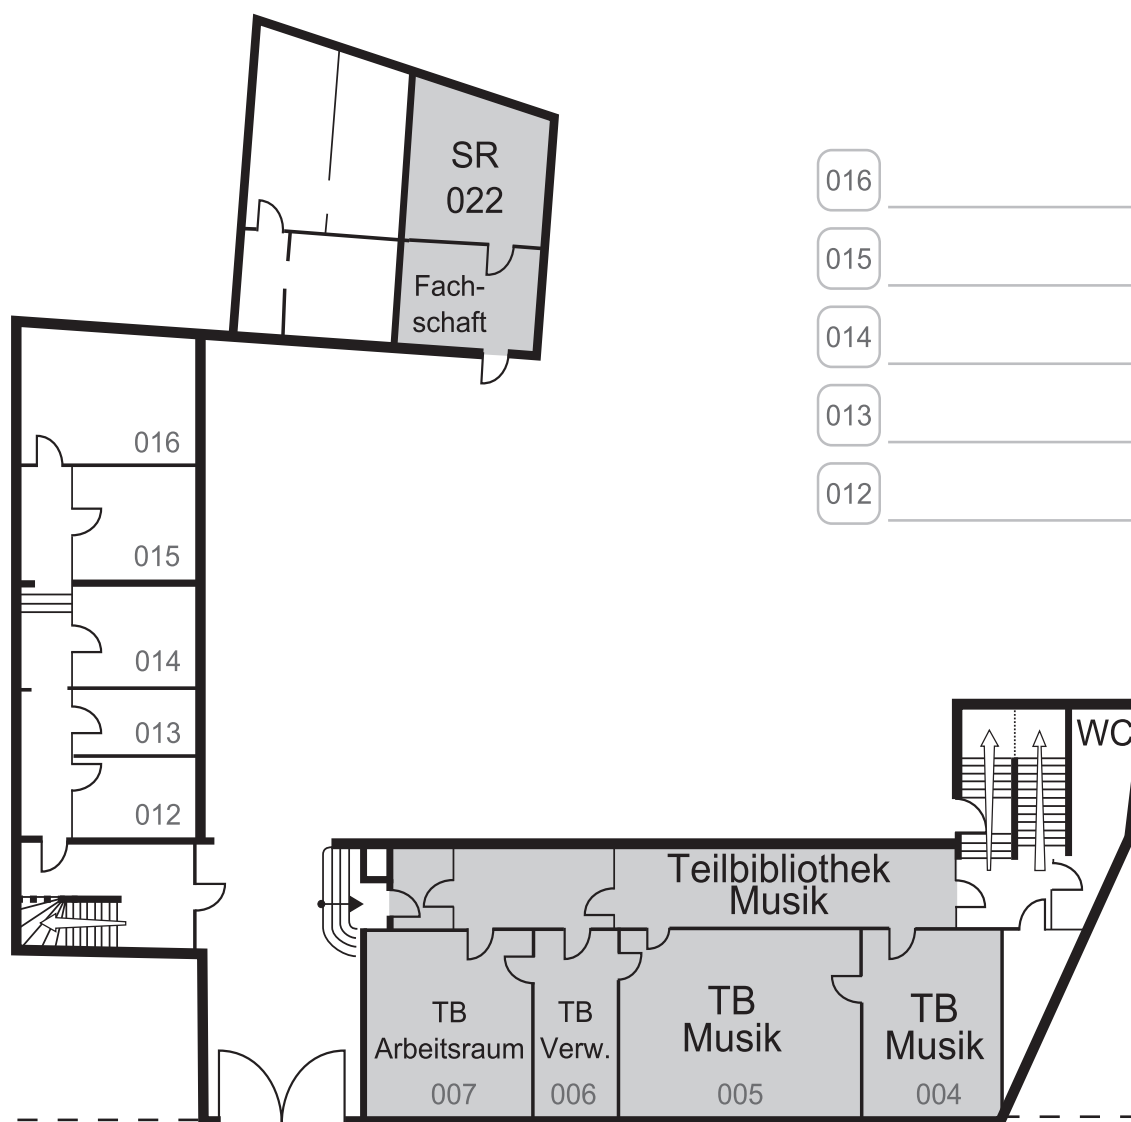 SR
022
Fach-
schaft
016
015
014
013
012
016
015
014
013
012
WC
Teilbibliothek
Musik
TB
Arbeitsraum
007
TB
Verw.
006
TB
Musik
005
TB
Musik
004